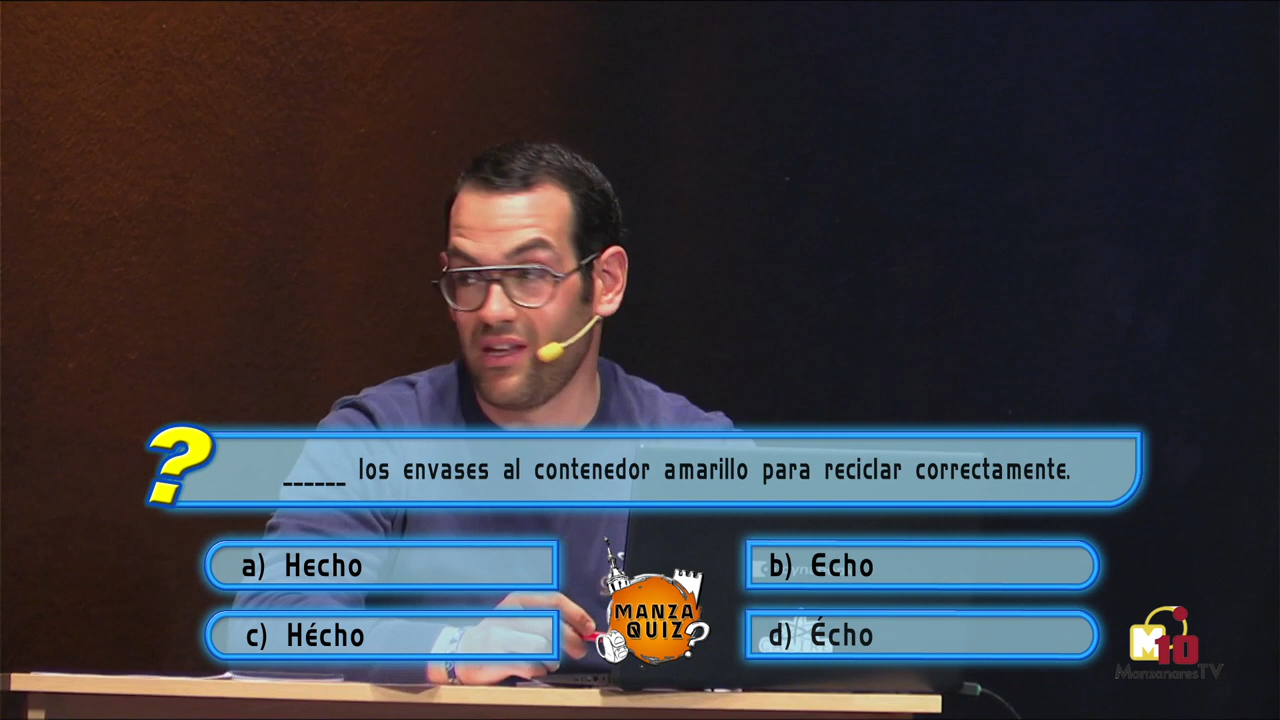 ?
______ los envases al contenedor amarillo para reciclar correctamente.
a) Hecho
b) Echo
c) Hécho
d) Écho
MANZA
QUIZ?
M10
ManzanaresTV